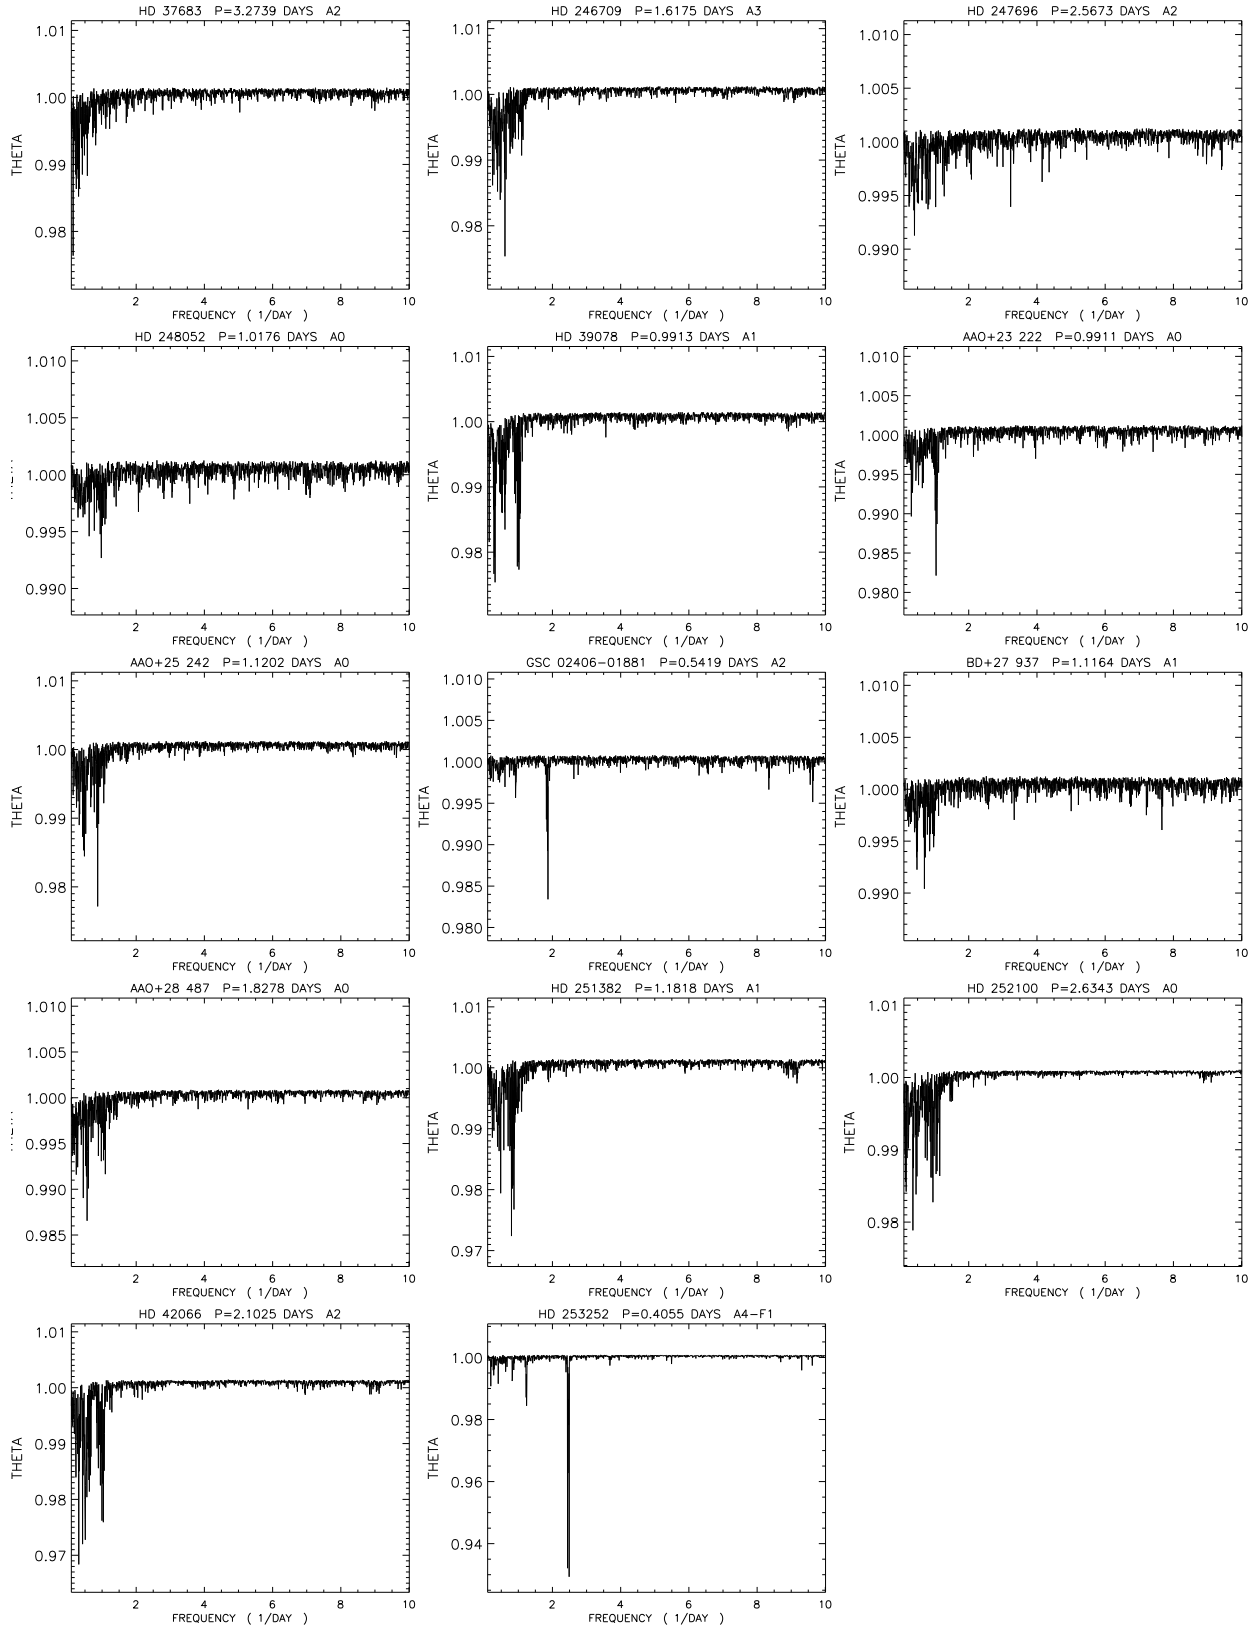 HD 37683 P=3.2739 DAYS A2
1.01
1.00
0.99
0.98
THETA
2 4 6 8 10
FREQUENCY ( 1/DAY )
HD 246709 P=1.6175 DAYS A3
1.01
1.00
0.99
0.98
THETA
2 4 6 8 10
FREQUENCY ( 1/DAY )
HD 247696 P=2.5673 DAYS A2
1.010
1.005
1.000
0.995
0.990
THETA
2 4 6 8 10
FREQUENCY ( 1/DAY )
HD 248052 P=1.0176 DAYS A0
1.010
1.005
1.000
0.995
0.990
2 4 6 8 10
FREQUENCY ( 1/DAY )
HD 39078 P=0.9913 DAYS A1
1.01
1.00
0.99
0.98
THETA
2 4 6 8 10
FREQUENCY ( 1/DAY )
AAO+23 222 P=0.9911 DAYS A0
1.010
1.005
1.000
0.995
0.990
0.985
0.980
THETA
2 4 6 8 10
FREQUENCY ( 1/DAY )
AAO+25 242 P=1.1202 DAYS A0
1.01
1.00
0.99
0.98
THETA
2 4 6 8 10
FREQUENCY ( 1/DAY )
GSC 02406-01881 P=0.5419 DAYS A2
1.010
1.005
1.000
0.995
0.990
0.985
0.980
THETA
2 4 6 8 10
FREQUENCY ( 1/DAY )
BD+27 937 P=1.1164 DAYS A1
1.010
1.005
1.000
0.995
0.990
THETA
2 4 6 8 10
FREQUENCY ( 1/DAY )
AAO+28 487 P=1.8278 DAYS A0
1.010
1.005
1.000
0.995
0.990
0.985
2 4 6 8 10
FREQUENCY ( 1/DAY )
HD 251382 P=1.1818 DAYS A1
1.01
1.00
0.99
0.98
0.97
THETA
2 4 6 8 10
FREQUENCY ( 1/DAY )
HD 252100 P=2.6343 DAYS A0
1.01
1.00
0.99
0.98
THETA
2 4 6 8 10
FREQUENCY ( 1/DAY )
HD 42066 P=2.1025 DAYS A2
1.01
1.00
0.99
0.98
0.97
THETA
2 4 6 8 10
FREQUENCY ( 1/DAY )
HD 253252 P=0.4055 DAYS A4-F1
1.00
0.98
0.96
0.94
THETA
2 4 6 8 10
FREQUENCY ( 1/DAY )